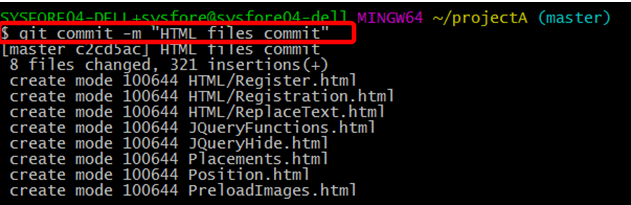 SYSFORE04-DELL+sysfore@sysfore04-dell MINGW64 ~/projectA (master)
$ git commit -m "HTML files commit"
[master c2cd5ac] HTML files commit
8 files changed, 321 insertions(+)
create mode 100644 HTML/Register.html
create mode 100644 HTML/Registration.html
create mode 100644 HTML/ReplaceText.html
create mode 100644 JQueryFunctions.html
create mode 100644 JQueryHide.html
create mode 100644 Placements.html
create mode 100644 Position.html
create mode 100644 PreloadImages.html